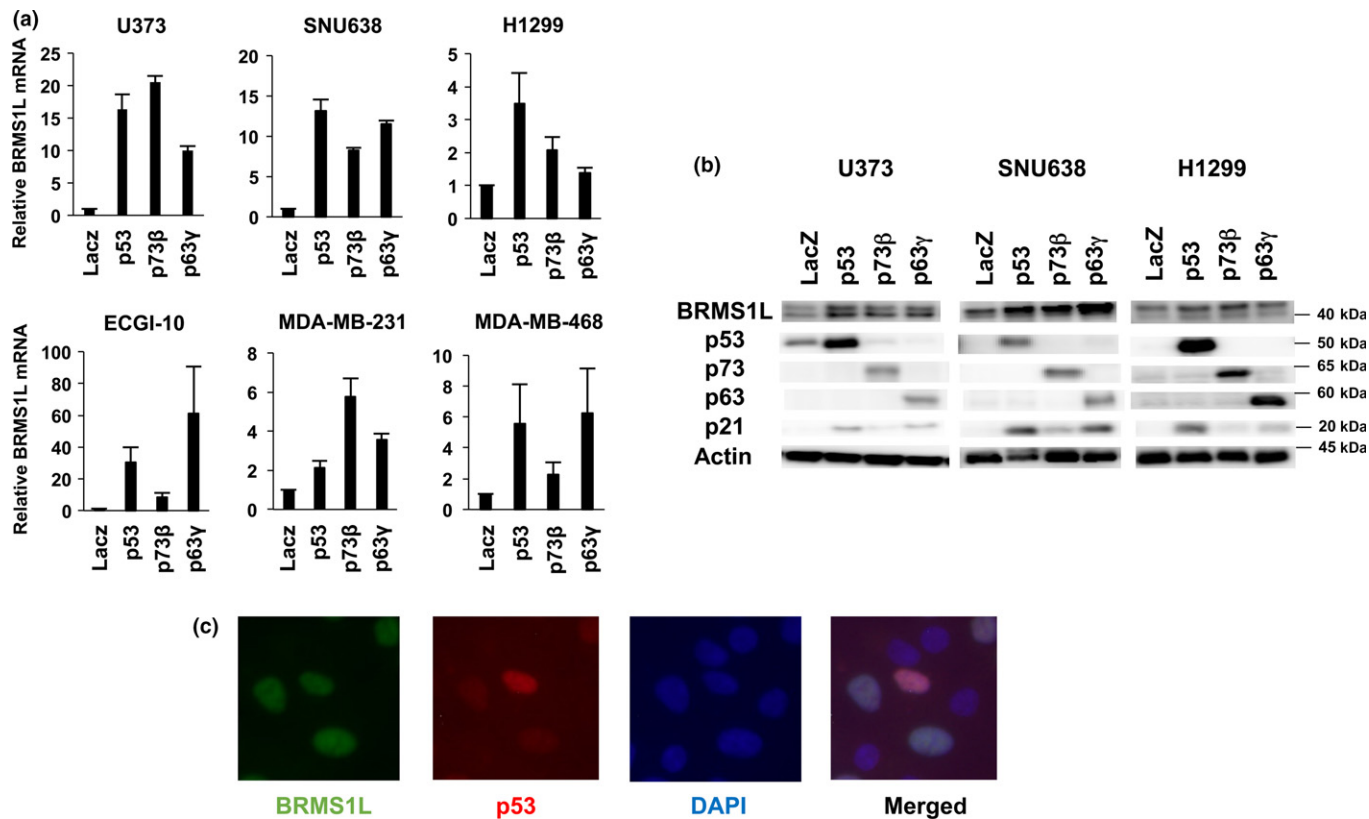 (a)
U373
SNU638
H1299
Relative BRMS1L mRNA
25
20
15
10
5
0
20
15
10
5
0
5
4
3
2
1
0
Lacz
p53
p73β
p63γ
Lacz
p53
p73β
p63γ
Lacz
p53
p73β
p63γ
ECGI-10
MDA-MB-231
MDA-MB-468
Relative BRMS1L mRNA
100
80
60
40
20
0
8
6
4
2
0
10
8
6
4
2
0
Lacz
p53
p73β
p63γ
Lacz
p53
p73β
p63γ
Lacz
p53
p73β
p63γ
(b)
U373
SNU638
H1299
LacZ
p53
p73β
p63γ
LacZ
p53
p73β
p63γ
LacZ
p53
p73β
p63γ
BRMS1L
40 kDa
p53
50 kDa
p73
65 kDa
p63
60 kDa
p21
20 kDa
Actin
45 kDa
(c)
BRMS1L
p53
DAPI
Merged